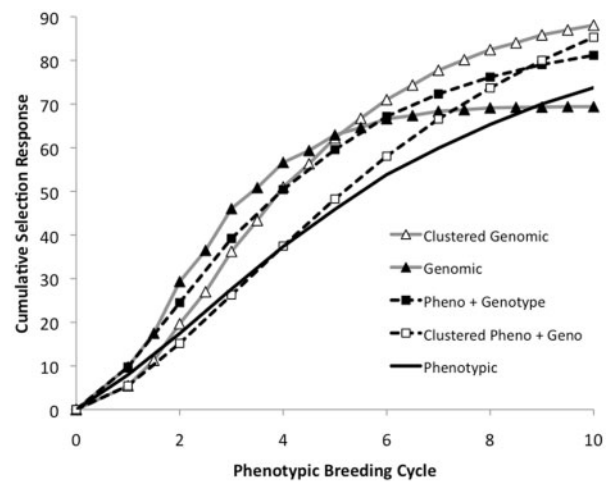 90
80
70
60
50
40
30
20
10
0
Cumulative Selection Response
Clustered Genomic
Genomic
Pheno + Genotype
Clustered Pheno + Geno
Phenotypic
0 2 4 6 8 10
Phenotypic Breeding Cycle